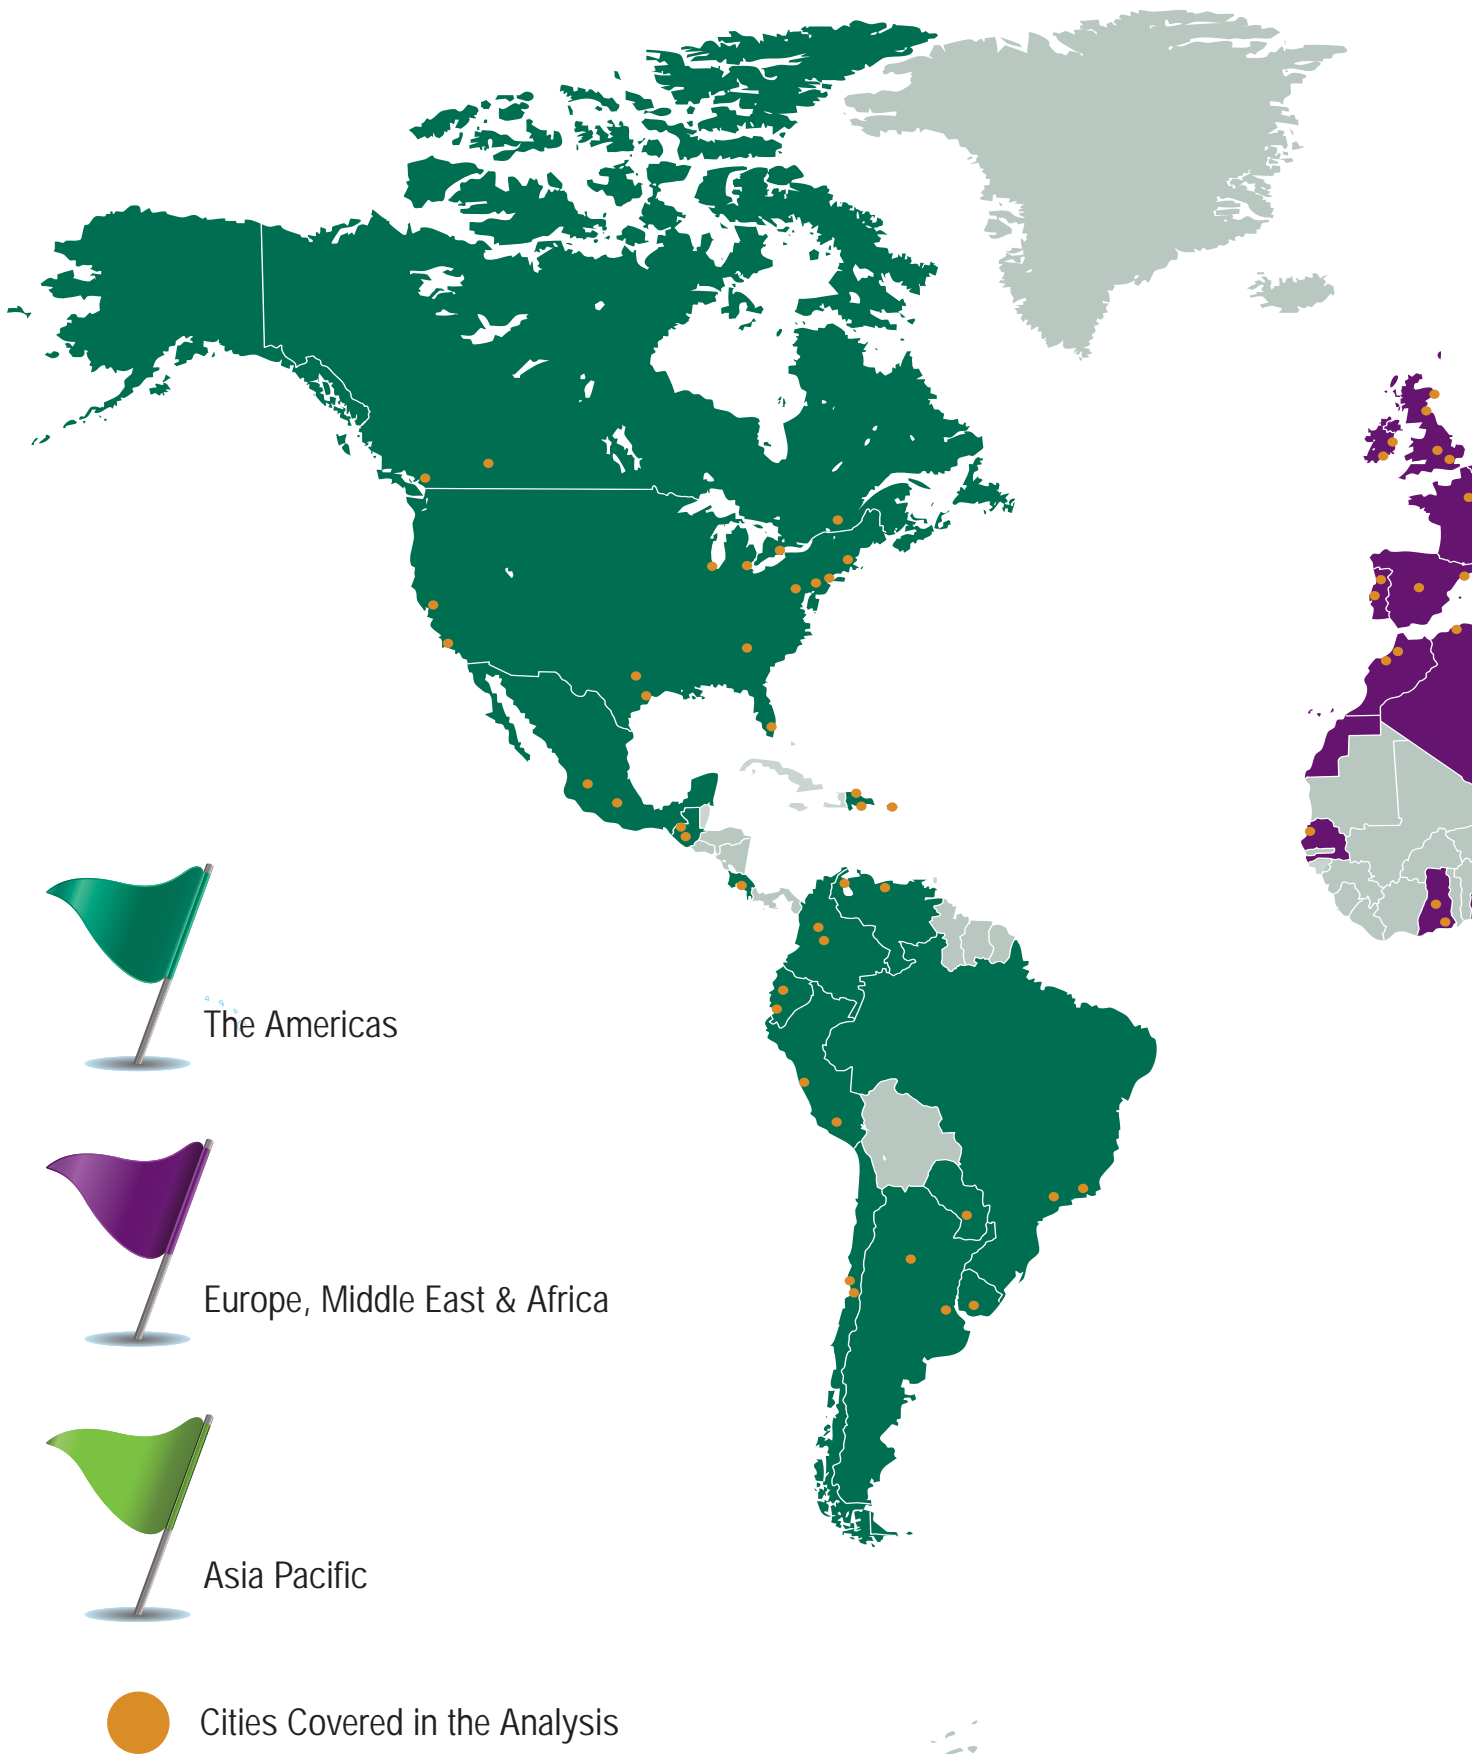 The Americas
Europe, Middle East & Africa
Asia Pacific
Cities Covered in the Analysis